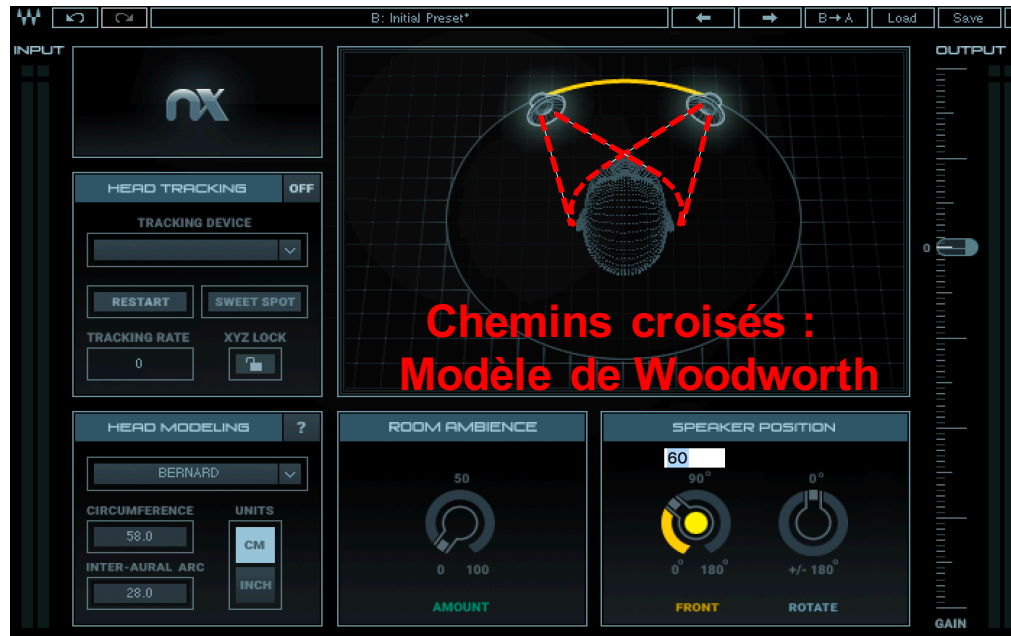 B: Initial Preset*
B→A
Load
Save
INPUT
OUTPUT
nx
HEAD TRACKING
OFF
TRACKING DEVICE
RESTART
SWEET SPOT
TRACKING RATE
XYZ LOCK
0
Chemins croisés :
Modèle de Woodworth
0
HEAD MODELING
?
BERNARD
CIRCUMFERENCE
UNITS
58.0
CM
INTER-AURAL ARC
28.0
INCH
ROOM AMBIENCE
50
0 100
AMOUNT
SPEAKER POSITION
60
90°
0°
0° 180°
+/- 180°
FRONT
ROTATE
GAIN